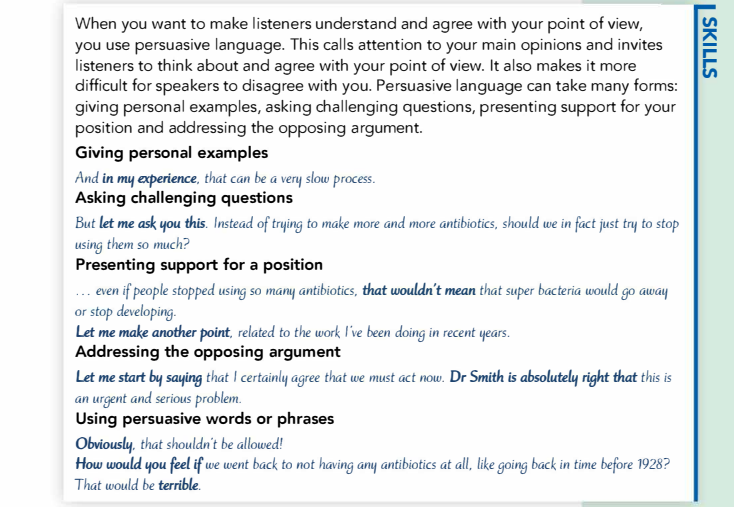 When you want to make listeners understand and agree with your point of view,
you use persuasive language. This calls attention to your main opinions and invites
listeners to think about and agree with your point of view. It also makes it more
difficult for speakers to disagree with you. Persuasive language can take many forms:
giving personal examples, asking challenging questions, presenting support for your
position and addressing the opposing argument.
Giving personal examples
And in my experience, that can be a very slow process.
Asking challenging questions
But let me ask you this. Instead of trying to make more and more antibiotics, should we in fact just try to stop
using them so much?
Presenting support for a position
... even if people stopped using so many antibiotics, that wouldn't mean that super bacteria would go away
or stop developing.
Let me make another point, related to the work I've been doing in recent years.
Addressing the opposing argument
Let me start by saying that I certainly agree that we must act now. Dr Smith is absolutely right that this is
an urgent and serious problem.
Using persuasive words or phrases
Obviously, that shouldn't be allowed!
How would you feel if we went back to not having any antibiotics at all, like going back in time before 1928?
That would be terrible.
SKILLS